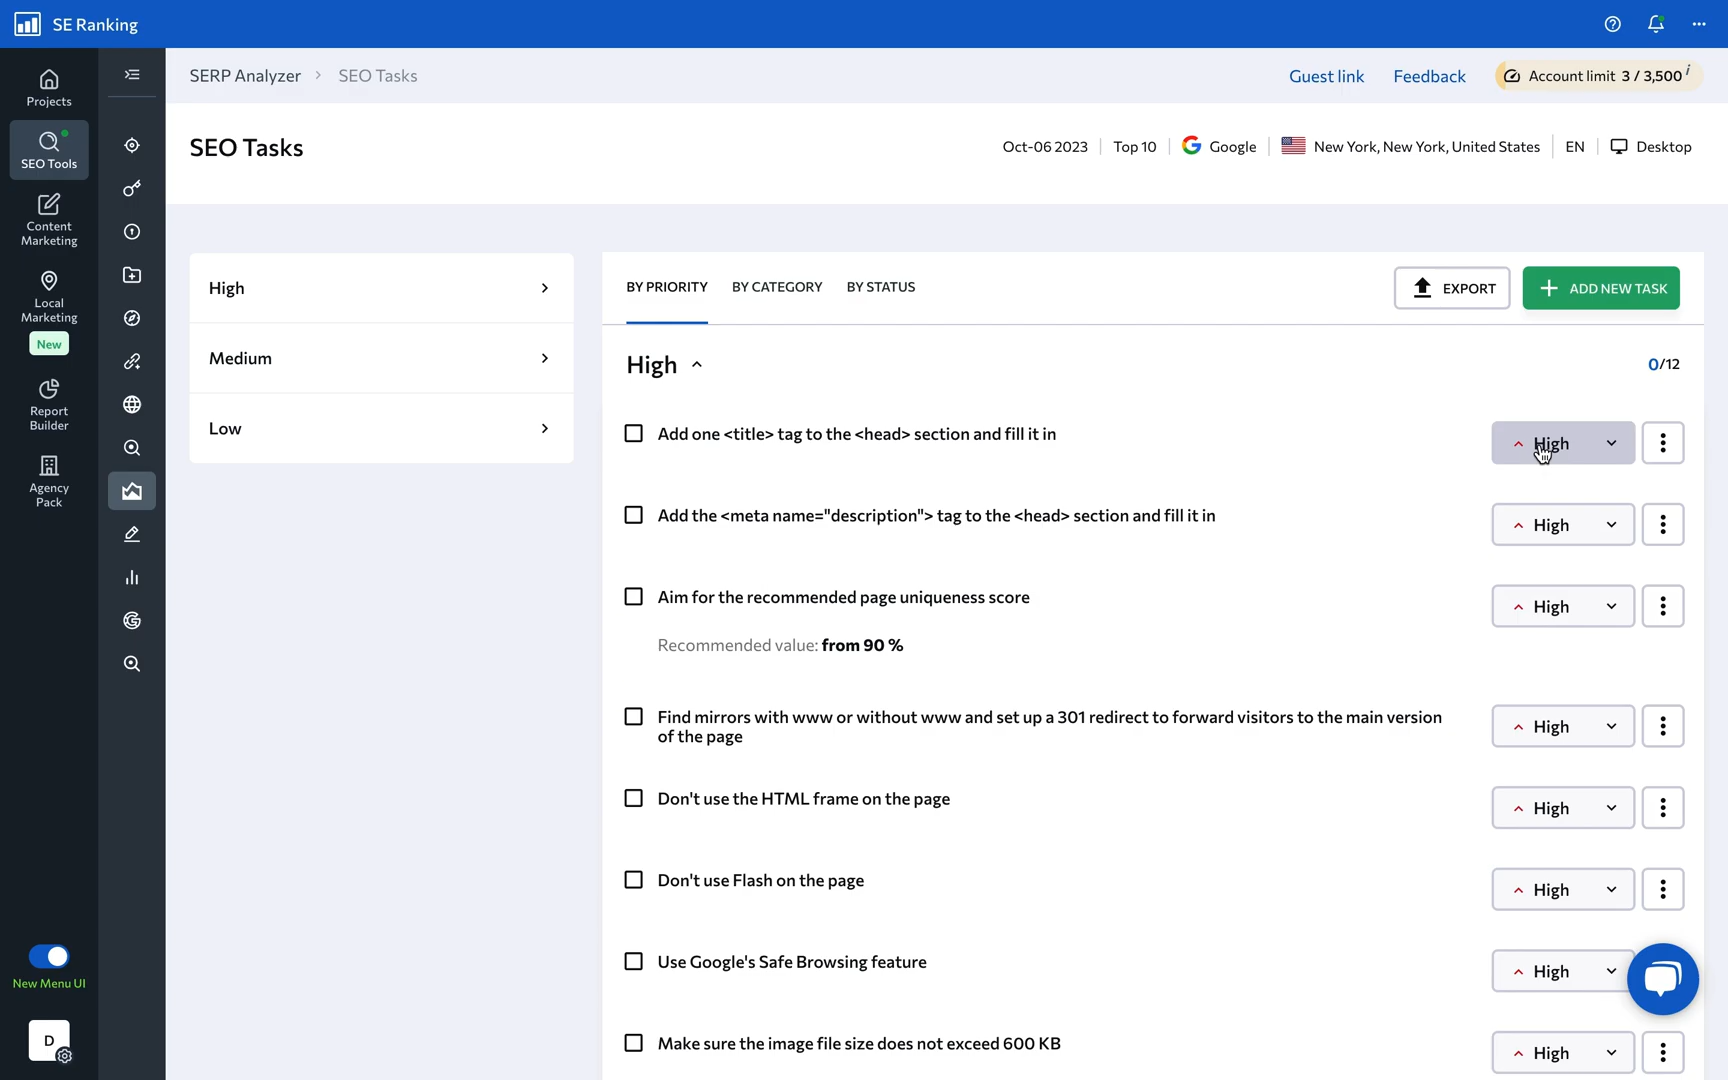 SE Ranking
Projects
SEO Tools
Content
Marketing
Local
Marketing
New
Report
Builder
Agency
Pack
New Menu UI
D
SERP Analyzer > SEO Tasks
Guest link Feedback Account limit 3 / 3,500 i
SEO Tasks
Oct-06 2023 Top 10 Google New York, New York, United States EN Desktop
High
Medium
Low
BY PRIORITY BY CATEGORY BY STATUS
EXPORT
+ ADD NEW TASK
High
0/12
Add one <title> tag to the <head> section and fill it in
High
Add the <meta name="description"> tag to the <head> section and fill it in
High
Aim for the recommended page uniqueness score
High
Recommended value: from 90 %
Find mirrors with www or without www and set up a 301 redirect to forward visitors to the main version
of the page
High
Don't use the HTML frame on the page
High
Don't use Flash on the page
High
Use Google's Safe Browsing feature
High
Make sure the image file size does not exceed 600 KB
High